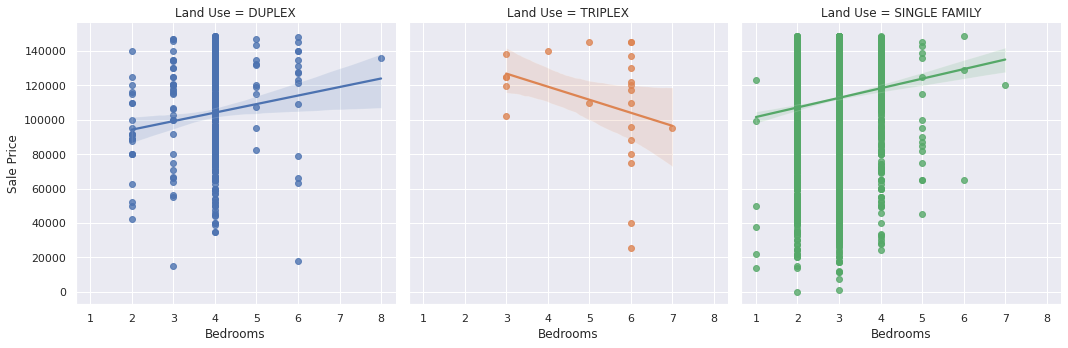 Land Use = DUPLEX
Land Use = TRIPLEX
Land Use = SINGLE FAMILY
Sale Price
140000
120000
100000
80000
60000
40000
20000
0
1 2 3 4 5 6 7 8
1 2 3 4 5 6 7 8
1 2 3 4 5 6 7 8
Bedrooms
Bedrooms
Bedrooms